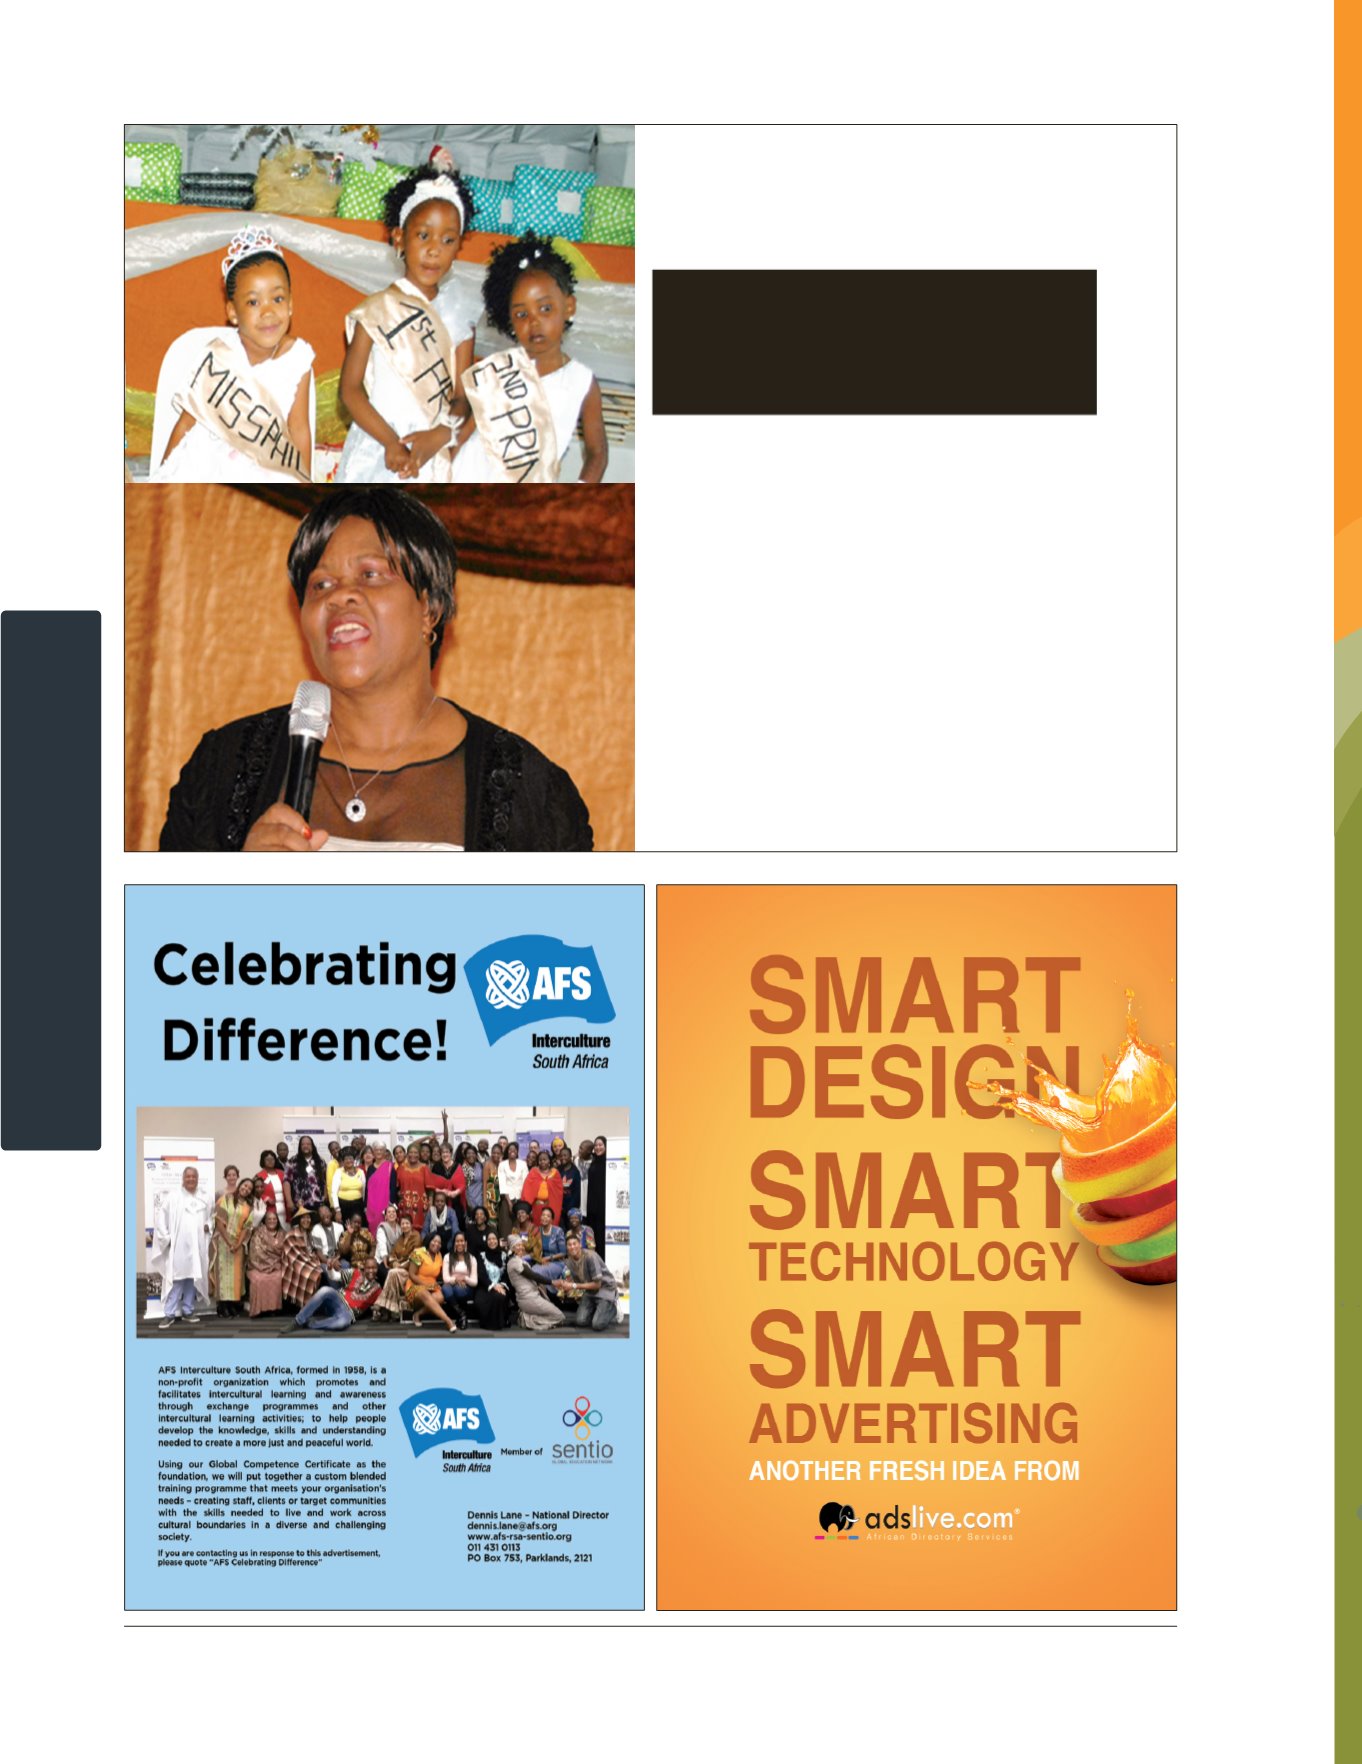 MISS PHIL
1st PR
2ND PRIN
Celebrating
Difference!
AFS
Interculture
South Africa
AFS Interculture South Africa, formed in 1958, is a
non-profit organization which promotes and
facilitates intercultural learning and awareness
through exchange programmes and other
intercultural learning activities; to help people
develop the knowledge, skills and understanding
needed to create a more just and peaceful world.
Using our Global Competence Certificate as the
foundation, we will put together a custom blended
training programme that meets your organisation's
needs – creating staff, clients or target communities
with the skills needed to live and work across
cultural boundaries in a diverse and challenging
society.
If you are contacting us in response to this advertisement,
please quote "AFS Celebrating Difference"
AFS
Interculture
South Africa
Member of
sentio
GLOBAL EDUCATION NETWORK
Dennis Lane – National Director
dennis.lane@afs.org
www.afs-rsa-sentio.org
011 431 0113
PO Box 753, Parklands, 2121
SMART
DESIGN
SMART
TECHNOLOGY
SMART
ADVERTISING
ANOTHER FRESH IDEA FROM
adslive.com®
African Directory Services